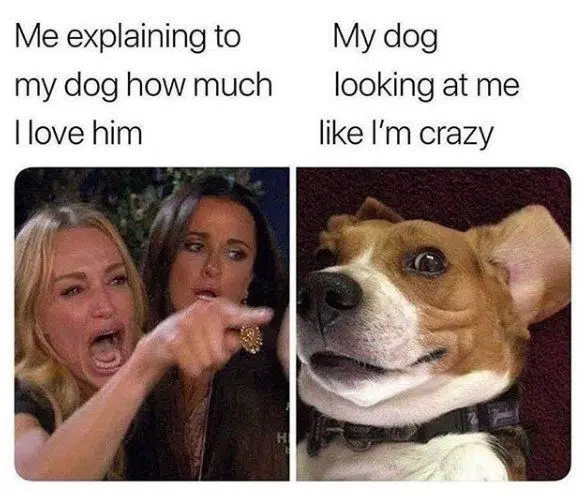 Me explaining to
my dog how much
I love him
My dog
looking at me
like I'm crazy